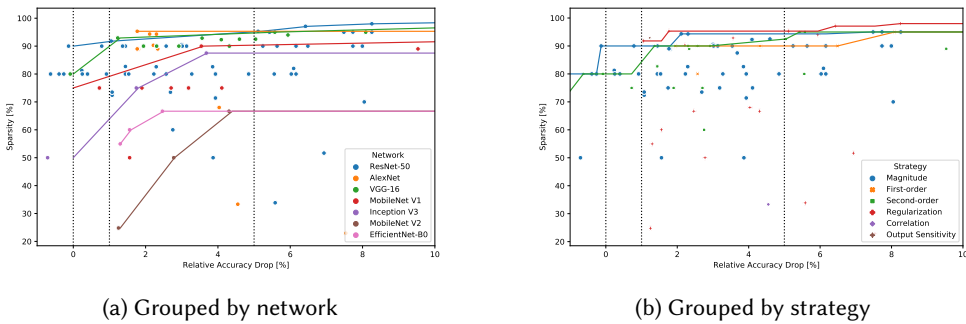 100
90
80
70
60
50
40
30
20
Sparsity [%]
0
2
4
6
8
10
Relative Accuracy Drop [%]
Network
ResNet-50
AlexNet
VGG-16
MobileNet V1
Inception V3
MobileNet V2
EfficientNet-B0
(a) Grouped by network
100
90
80
70
60
50
40
30
20
Sparsity [%]
0
2
4
6
8
10
Relative Accuracy Drop [%]
Strategy
Magnitude
First-order
Second-order
Regularization
Correlation
Output Sensitivity
(b) Grouped by strategy